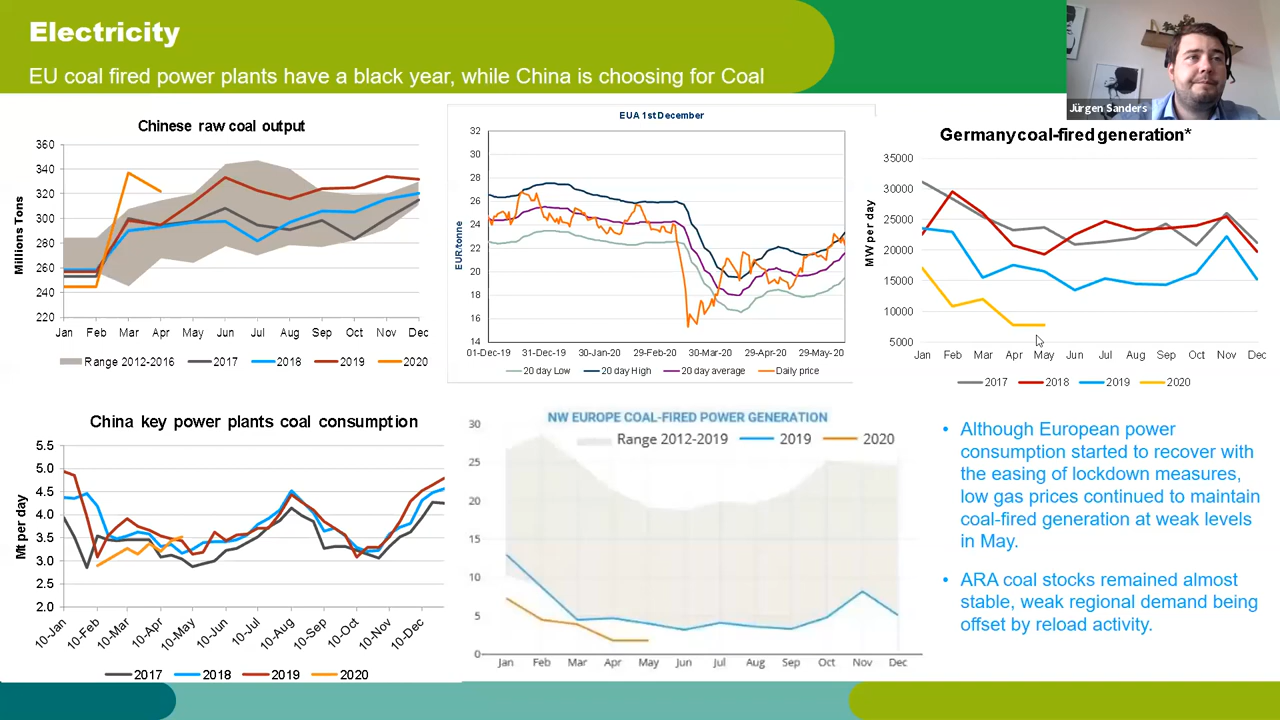 Electricity
EU coal fired power plants have a black year, while China is choosing for Coal
Jürgen Sanders
Chinese raw coal output
360
340
320
300
280
260
240
220
Millions Tons
Jan Feb Mar Apr May Jun Jul Aug Sep Oct Nov Dec
Range 2012-2016 2017 2018 2019 2020
EUA 1st December
32
30
28
26
24
22
20
18
16
14
EUR.tonne
01-Dec-19 31-Dec-19 30-Jan-20 29-Feb-20 30-Mar-20 29-Apr-20 29-May-20
20 day Low 20 day High 20 day average Daily price
Germany coal-fired generation*
35000
30000
25000
20000
15000
10000
5000
MW per day
Jan Feb Mar Apr May Jun Jul Aug Sep Oct Nov Dec
2017 2018 2019 2020
China key power plants coal consumption
5.5
5.0
4.5
4.0
3.5
3.0
2.5
2.0
Mt per day
10-Jan 10-Feb 10-Mar 10-Apr 10-May 10-Jun 10-Jul 10-Aug 10-Sep 10-Oct 10-Nov 10-Dec
2017 2018 2019 2020
NW EUROPE COAL-FIRED POWER GENERATION
Range 2012-2019 2019 2020
30
25
20
15
10
5
0
Jan Feb Mar Apr May Jun Jul Aug Sep Oct Nov Dec
• Although European power
consumption started to recover with
the easing of lockdown measures,
low gas prices continued to maintain
coal-fired generation at weak levels
in May.
• ARA coal stocks remained almost
stable, weak regional demand being
offset by reload activity.